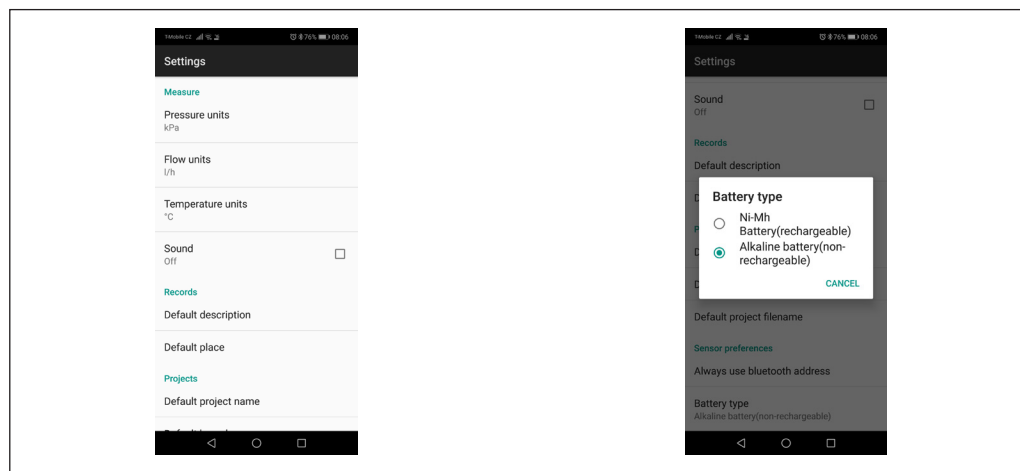 T-Mobile CZ 76% 08:06
Settings
Measure
Pressure units
kPa
Flow units
l/h
Temperature units
°C
Sound
Off
Records
Default description
Default place
Projects
Default project name
T-Mobile CZ 76% 08:06
Settings
Sound
Off
Records
Default description
Battery type
Ni-Mh
Battery(rechargeable)
Alkaline battery(non-
rechargeable)
CANCEL
Default project filename
Sensor preferences
Always use bluetooth address
Battery type
Alkaline battery(non-rechargeable)